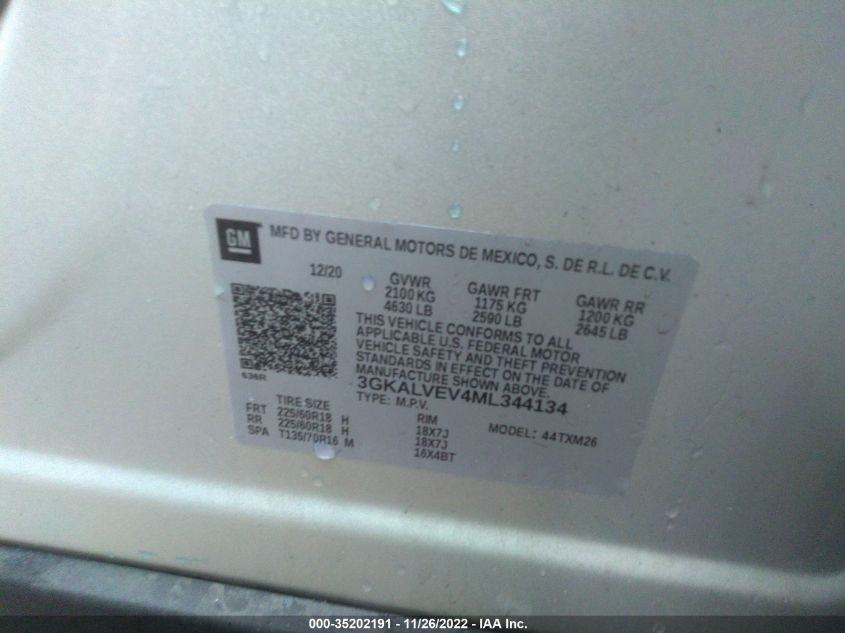 GM
MFD BY GENERAL MOTORS DE MEXICO, S. DE R.L. DE C.V.
12/20
GVWR
2100 KG
4630 LB
GAWR FRT
1175 KG
2590 LB
GAWR RR
1200 KG
2645 LB
THIS VEHICLE CONFORMS TO ALL
APPLICABLE U.S. FEDERAL MOTOR
VEHICLE SAFETY AND THEFT PREVENTION
STANDARDS IN EFFECT ON THE DATE OF
MANUFACTURE SHOWN ABOVE.
636R
3GKALVEV4ML344134
TYPE: M.P.V.
MODEL: 44TXM26
TIRE SIZE
RIM
FRT 225/60R18 H 18X7J
RR 225/60R18 H 18X7J
SPA T135/70R16 M 16X4BT
000-35202191 - 11/26/2022 - IAA Inc.